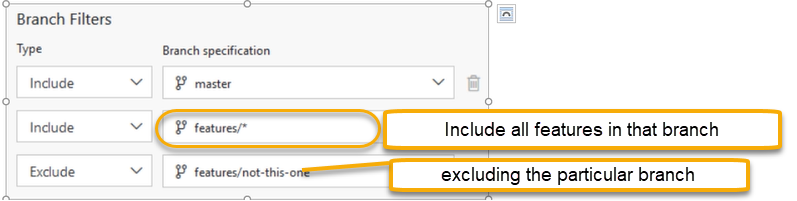 Branch Filters
Type Branch specification
Include master
Include features/* Include all features in that branch
Exclude features/not-this-one excluding the particular branch